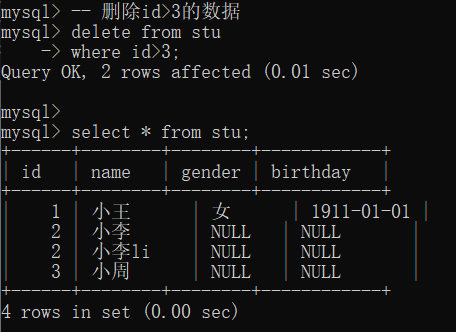 mysql> -- 删除id>3的数据
mysql> delete from stu
    -> where id>3;
Query OK, 2 rows affected (0.01 sec)
mysql>
mysql> select * from stu;
+------+--------+--------+------------+
| id   | name   | gender | birthday   |
+------+--------+--------+------------+
|    1 | 小王   | 女     | 1911-01-01 |
|    2 | 小李   | NULL   | NULL       |
|    2 | 小李li | NULL   | NULL       |
|    3 | 小周   | NULL   | NULL       |
+------+--------+--------+------------+
4 rows in set (0.00 sec)